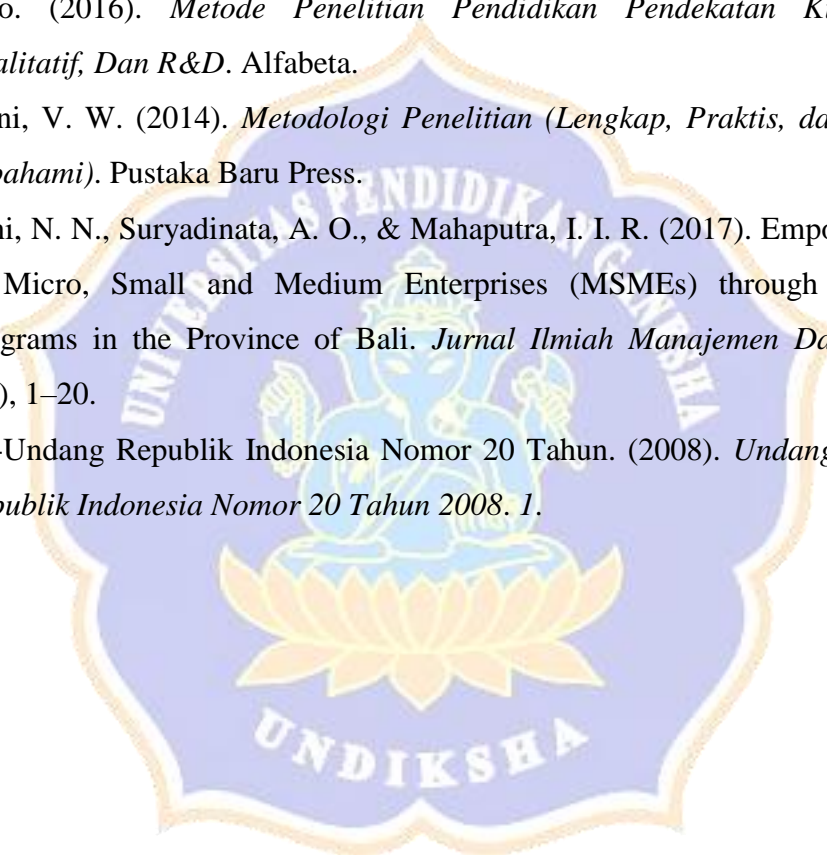 o. (2016). Metode Penelitian Pendidikan Pendekatan
alitatif, Dan R&D. Alfabeta.
ni, V. W. (2014). Metodologi Penelitian (Lengkap, Praktis, da
pahami). Pustaka Baru Press.
ni, N. N., Suryadinata, A. O., & Mahaputra, I. I. R. (2017). Empo
Micro, Small and Medium Enterprises (MSMEs) through
grams in the Province of Bali. Jurnal Ilmiah Manajemen Da
), 1–20.
-Undang Republik Indonesia Nomor 20 Tahun. (2008). Undang
publik Indonesia Nomor 20 Tahun 2008. 1.
UNIVERSITAS PENDIDIKAN GANESHA
UNDIKSHA